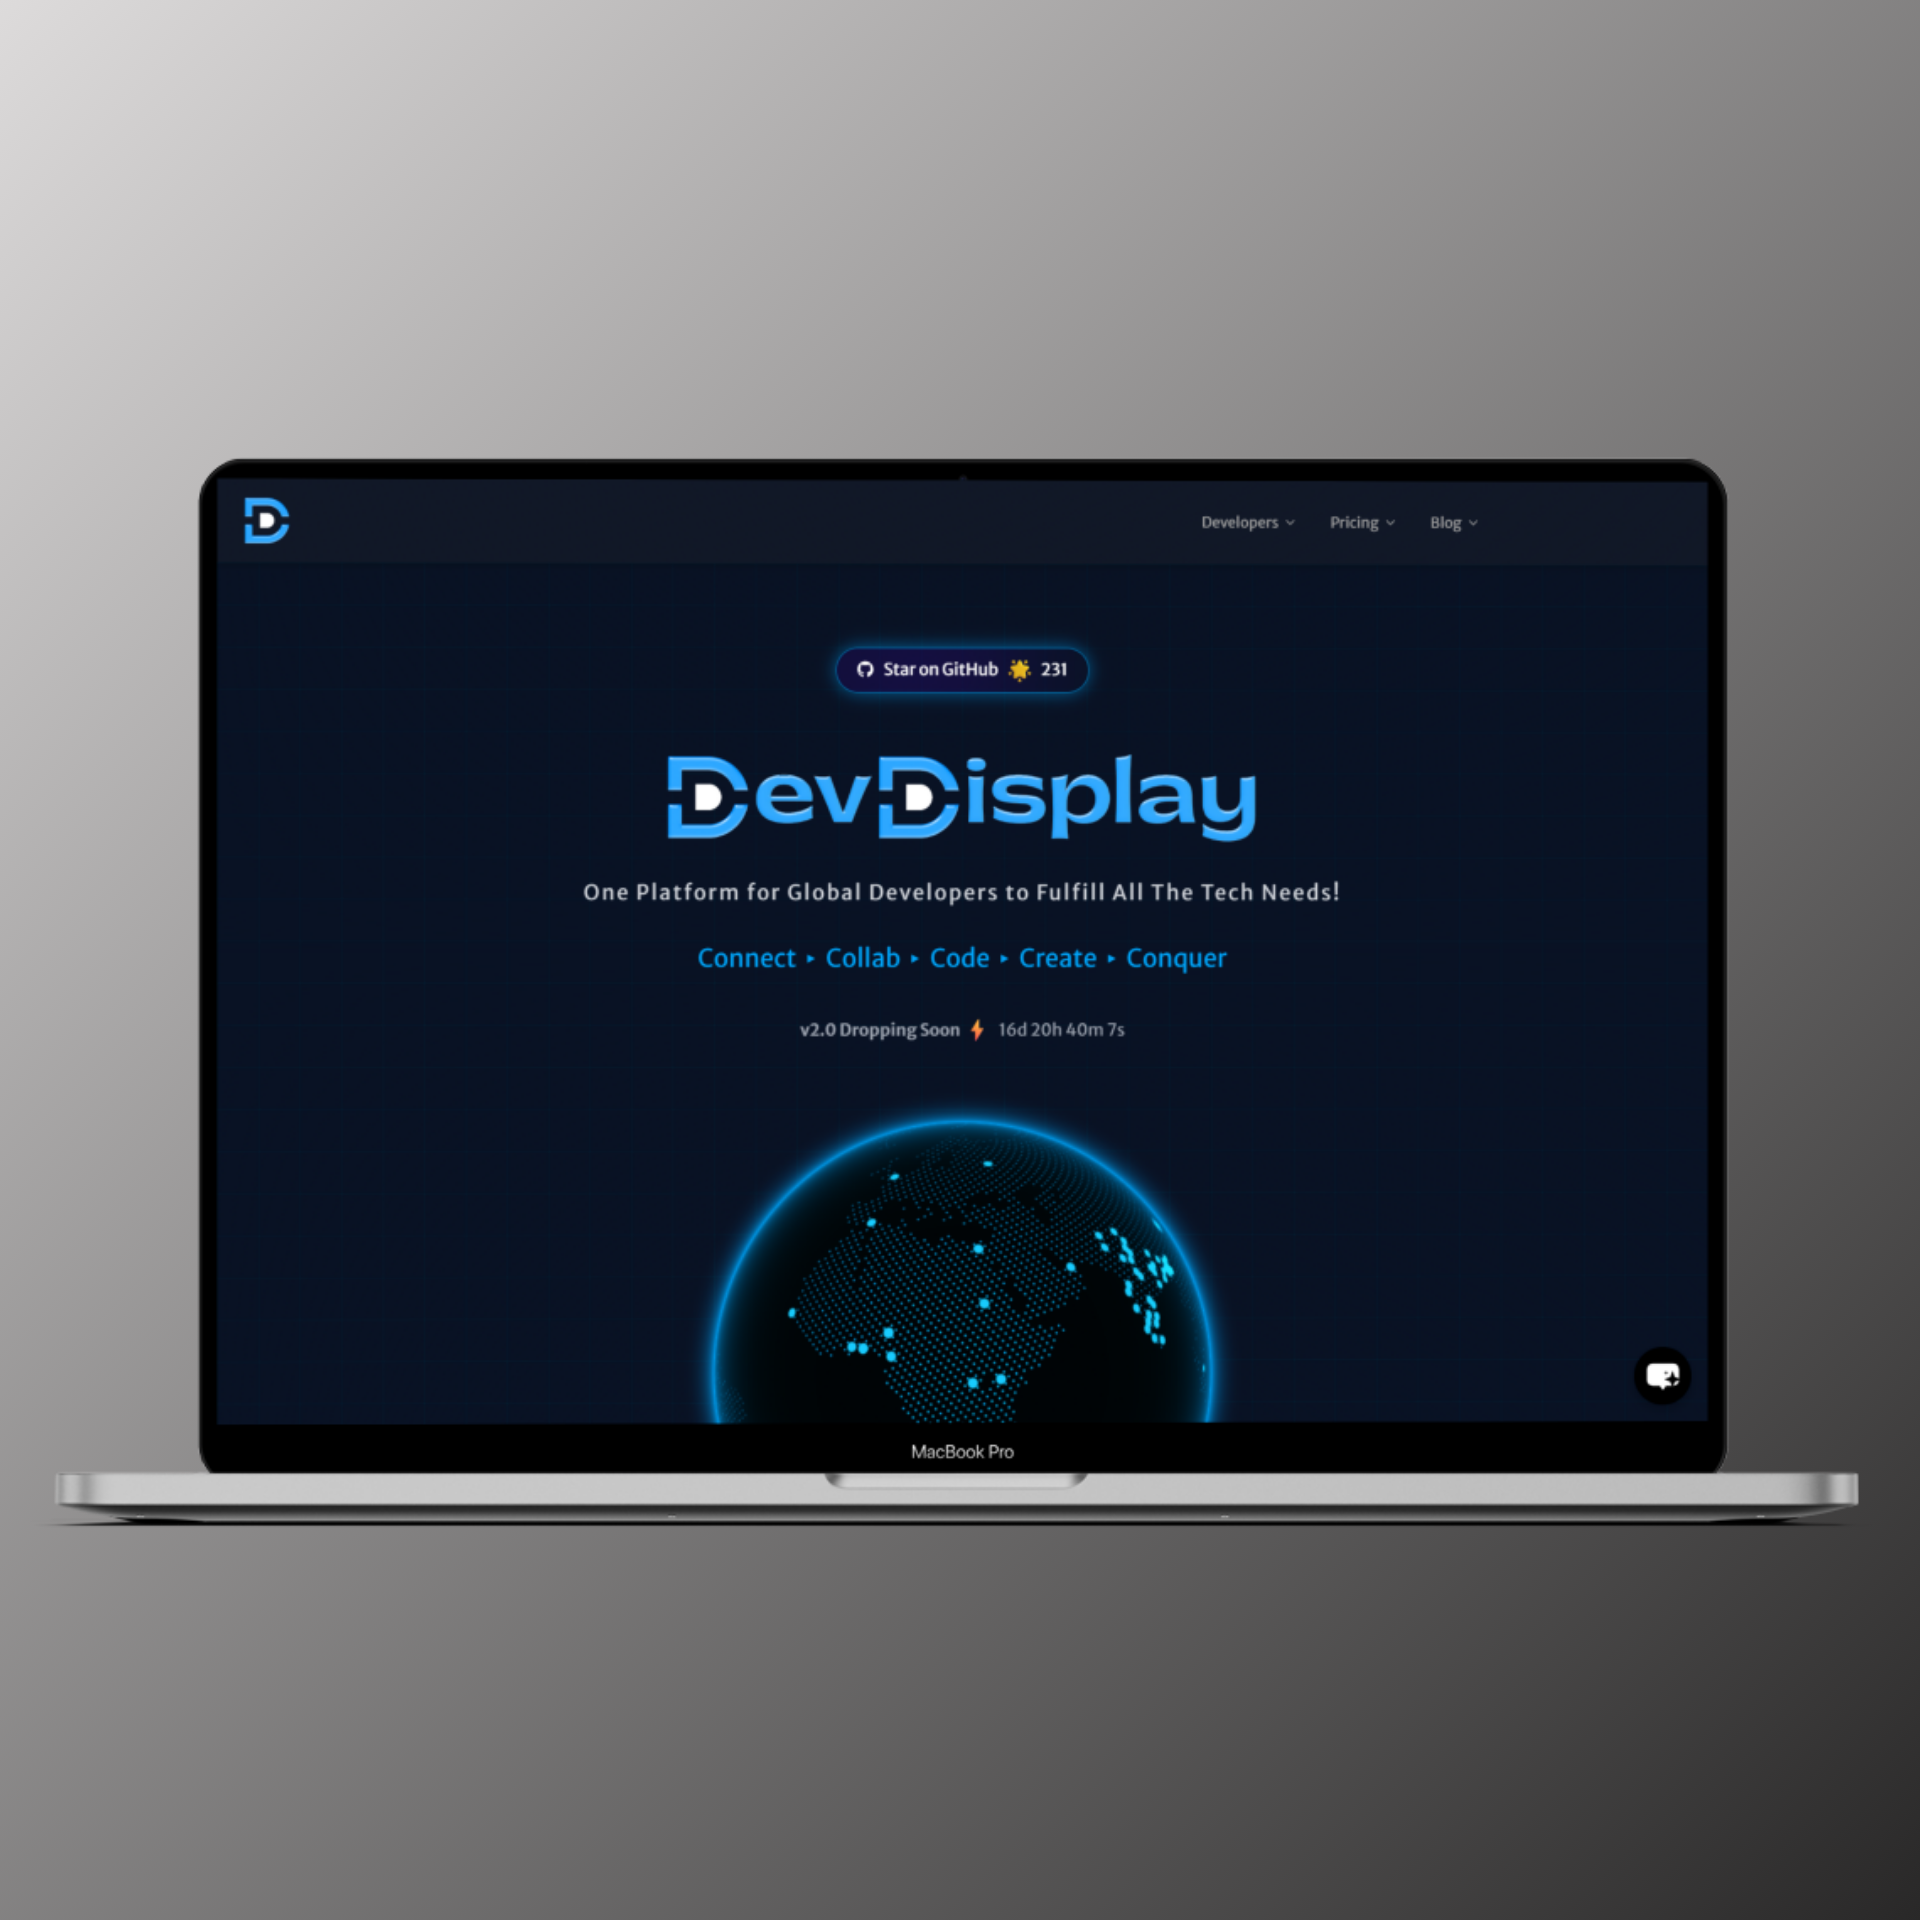 D
Developers Pricing Blog
Star on GitHub 231
DevDisplay
One Platform for Global Developers to Fulfill All The Tech Needs!
Connect ‣ Collab ‣ Code ‣ Create ‣ Conquer
v2.0 Dropping Soon ⚡ 16d 20h 40m 7s
MacBook Pro